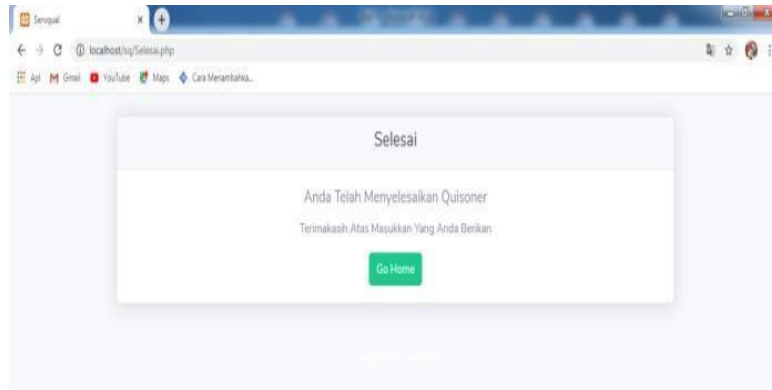 Servqual
localhost/sq/Selesai.php
Apl Gmail YouTube Maps Cara Menambahka...
Selesai
Anda Telah Menyelesaikan Quisoner
Terimakasih Atas Masukkan Yang Anda Berikan
Go Home